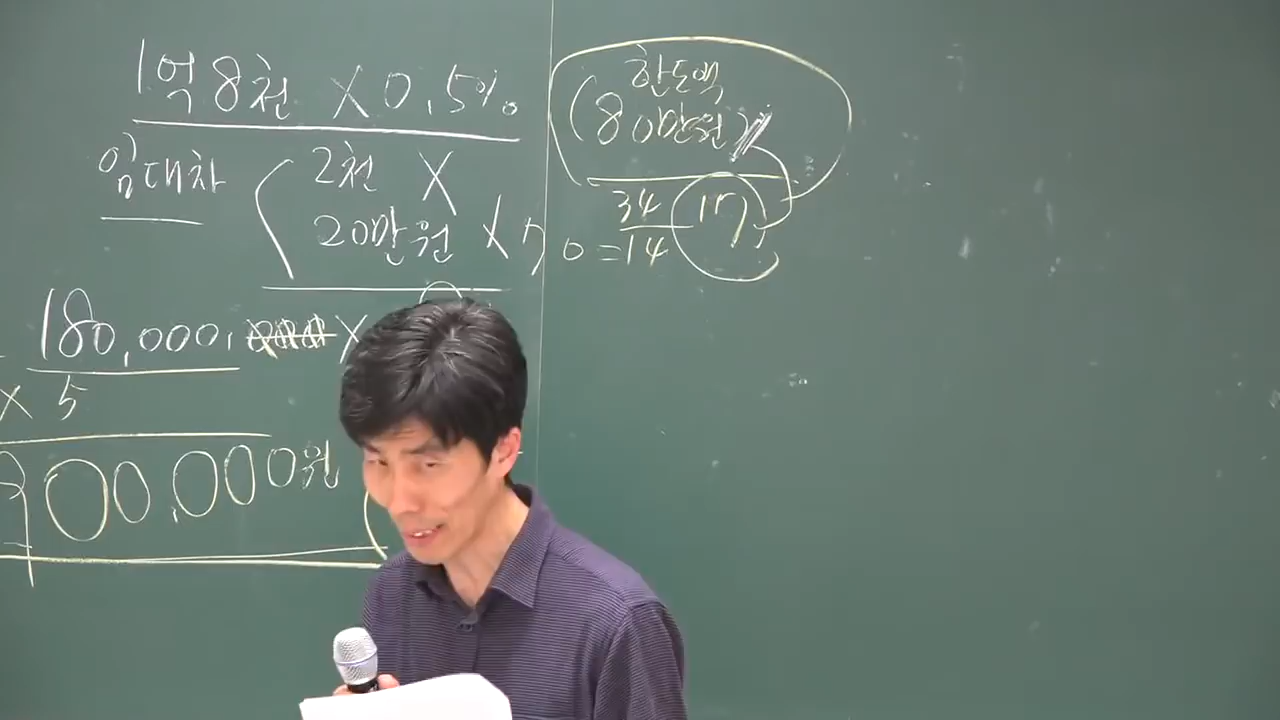 1억 8천 X 0.5%
임대차
2천 X
20만원 X 70 =
180,000,
X
X 5
900,000원
한도액
(80만원)
34 17
14